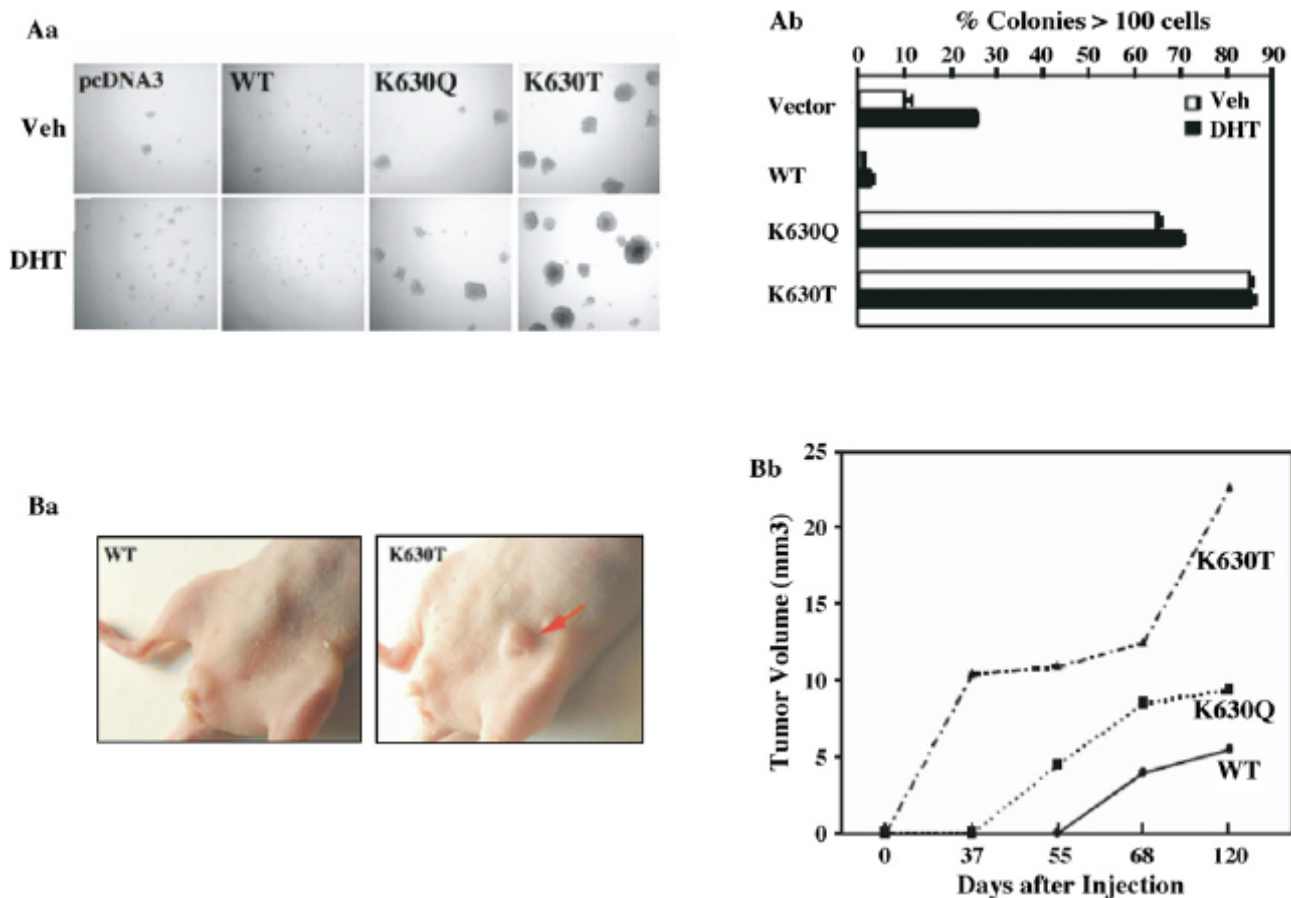 Aa
pcDNA3 WT K630Q K630T
Veh
DHT
Ab
% Colonies > 100 cells
0 10 20 30 40 50 60 70 80 90
Vector
WT
K630Q
K630T
Veh
DHT
Ba
WT
K630T
Bb
Tumor Volume (mm3)
25
20
15
10
5
0
K630T
K630Q
WT
0 37 55 68 120
Days after Injection